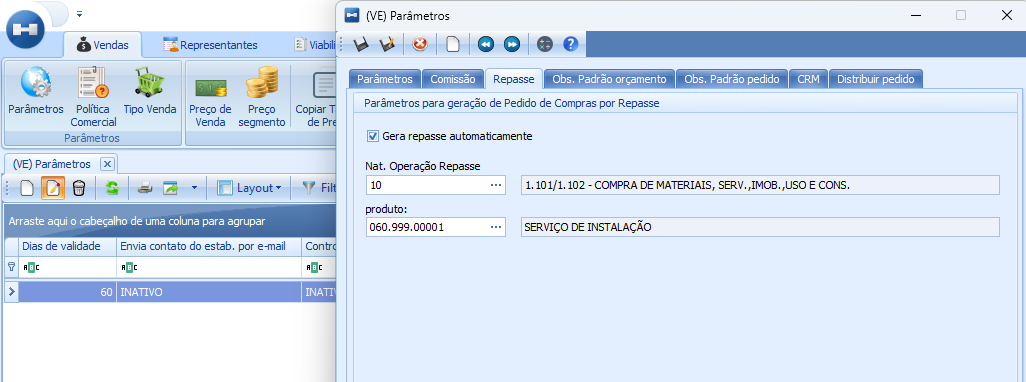 Vendas
Representantes
Viabili
Parâmetros
Política
Comercial
Tipo Venda
Preço de
Venda
Preço
segmento
Copiar T
de Pre
Parâmetros
(VE) Parâmetros
Layout
Filt
Arraste aqui o cabeçalho de uma coluna para agrupar
Dias de validade
Envia contato do estab. por e-mail
Contro
ABC
ABC
ABC
60
INATIVO
INATI
(VE) Parâmetros
Parâmetros
Comissão
Repasse
Obs. Padrão orçamento
Obs. Padrão pedido
CRM
Distribuir pedido
Parâmetros para geração de Pedido de Compras por Repasse
Gera repasse automaticamente
Nat. Operação Repasse
10
1.101/1.102 - COMPRA DE MATERIAIS, SERV.,IMOB.,USO E CONS.
produto:
060.999.00001
SERVIÇO DE INSTALAÇÃO